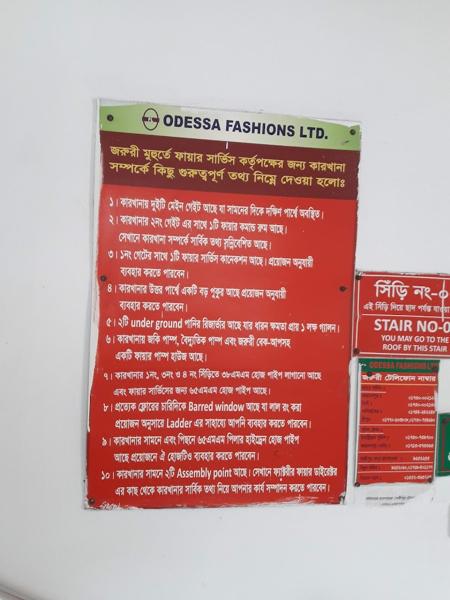 ODESSA FASHIONS LTD.
জরুরী মুহুর্তে ফায়ার সার্ভিস কর্তৃপক্ষের জন্য কারখানা
সম্পর্কে কিছু গুরুত্বপূর্ণ তথ্য নিম্নে দেওয়া হলোঃ
১। কারখানায় দুইটি মেইন গেইট আছে যা সামনের দিকে দক্ষিন পার্শ্বে অবস্থিত।
২। কারখানার ২নং গেইট এর সাথে ১টি ফায়ার কমান্ড রুম আছে।
সেখানে কারখানা সম্পর্কে সার্বিক তথ্য সন্নিবেশিত আছে।
৩। ১নং গেটের সাথে ১টি ফায়ার সার্ভিস কানেকশন আছে। প্রয়োজন অনুযায়ী
ব্যবহার করতে পারবেন।
৪। কারখানার উত্তর পার্শ্বে একটি বড় পুকুর আছে প্রয়োজন অনুযায়ী
ব্যবহার করতে পারবেন।
৫। ২টি under ground পানির রিজার্ভার আছে যার ধারন ক্ষমতা প্রায় ১ লক্ষ গ্যালন।
৬। কারখানায় জকি পাম্প, বৈদ্যুতিক পাম্প এবং জরুরী বেক-আপসহ
একটি ফায়ার পাম্প হাউজ আছে।
৭। কারখানার ১নং, ৩নং ও ৪নং সিঁড়িতে ৩৮এমএম হোজ পাইপ লাগানো আছে
এবং ফায়ার সার্ভিসের জন্য ৬৫এমএম হোজ পাইপ আছে।
৮। প্রত্যেক ফ্লোরের চারিদিকে Barred window আছে যা লাল রং করা
প্রয়োজন অনুসারে Ladder এর সাহায্যে আপনি ব্যবহার করতে পারবেন।
৯। কারখানার সামনে এবং পিছনে ৬৫এমএম পিলার হাইড্রেন্ট হোজ পাইপ
আছে প্রয়োজনে ঐ হোজটিও ব্যবহার করতে পারবেন।
১০। কারখানার সামনে ২টি Assembly point আছে। সেখানে ফ্যাক্টরীর ফায়ার ডাইরেক্টর
এর কাছ থেকে কারখানার সার্বিক তথ্য নিয়ে আপনার কার্য সম্পাদন করতে পারবেন।
সিঁড়ি নং-০
এই সিঁড়ি দিয়ে ছাদ পর্যন্ত যাওয়া
STAIR NO-0
YOU MAY GO TO THE
ROOF BY THIS STAIR
ODESSA FASHIONS LTD
জরুরী টেলিফোন নাম্বার